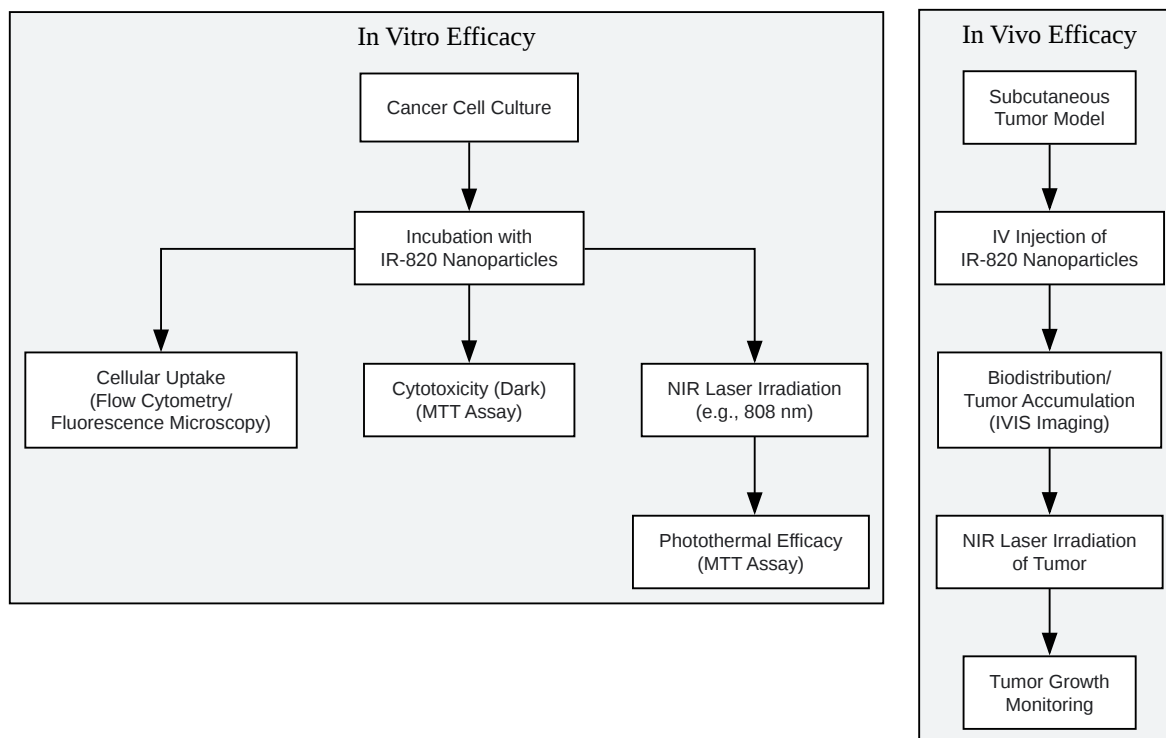 In Vitro Efficacy
Cancer Cell Culture
Incubation with
IR-820 Nanoparticles
Cellular Uptake
(Flow Cytometry/
Fluorescence Microscopy)
Cytotoxicity (Dark)
(MTT Assay)
NIR Laser Irradiation
(e.g., 808 nm)
Photothermal Efficacy
(MTT Assay)
In Vivo Efficacy
Subcutaneous
Tumor Model
IV Injection of
IR-820 Nanoparticles
Biodistribution/
Tumor Accumulation
(IVIS Imaging)
NIR Laser Irradiation
of Tumor
Tumor Growth
Monitoring